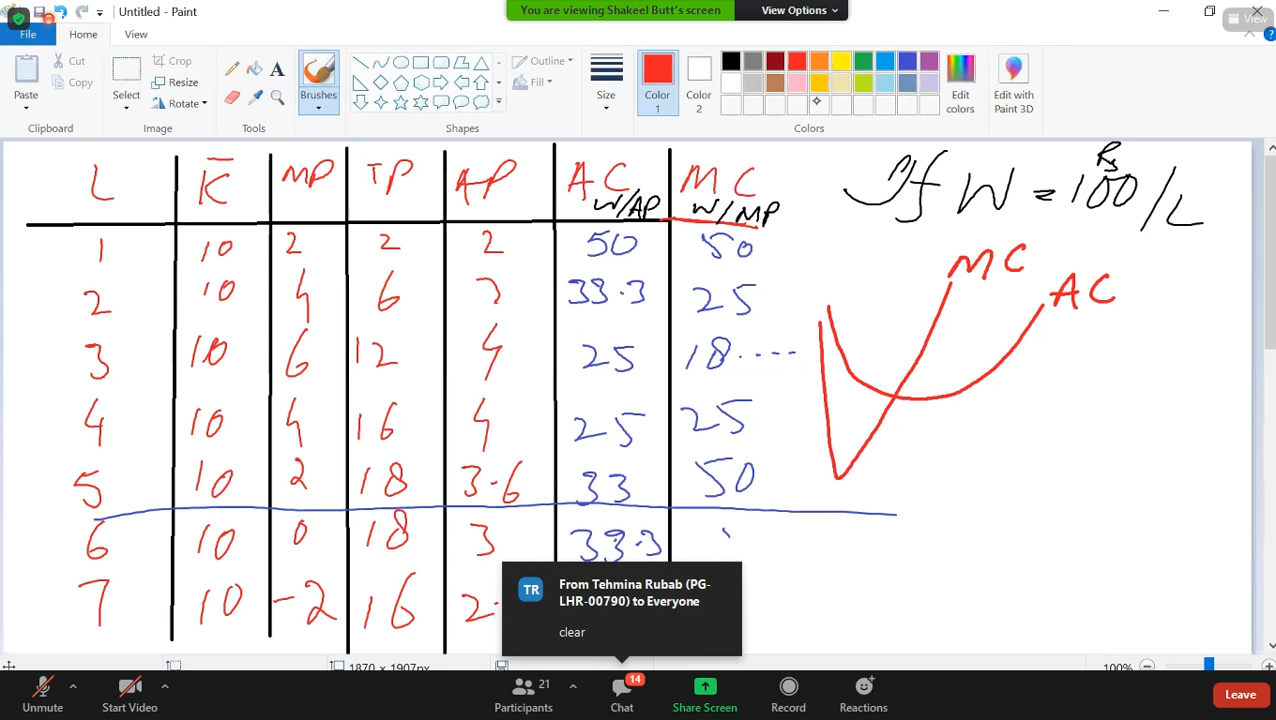 Untitled - Paint
You are viewing Shakeel Butt's screen
View Options
View
File
Home
View
Paste
Cut
Copy
Clipboard
Select
Crop
Resize
Rotate
Image
A
Tools
Brushes
Shapes
Outline
Fill
Size
Color 1
Color 2
Edit colors
Edit with Paint 3D
Colors
L K̅ MP TP AP AC W/AP MC W/MP
1 10 2 2 2 50 50
2 10 4 6 3 33.3 25
3 10 6 12 4 25 18....
4 10 4 16 4 25 25
5 10 2 18 3.6 33 50
6 10 0 18 3 33.3
7 10 -2 16 2.
If W = Rs 100/L
MC
AC
TR
From Tehmina Rubab (PG-
LHR-00790) to Everyone
clear
1870 × 1907px
100%
Unmute
Start Video
21
Participants
14
Chat
Share Screen
Record
Reactions
Leave